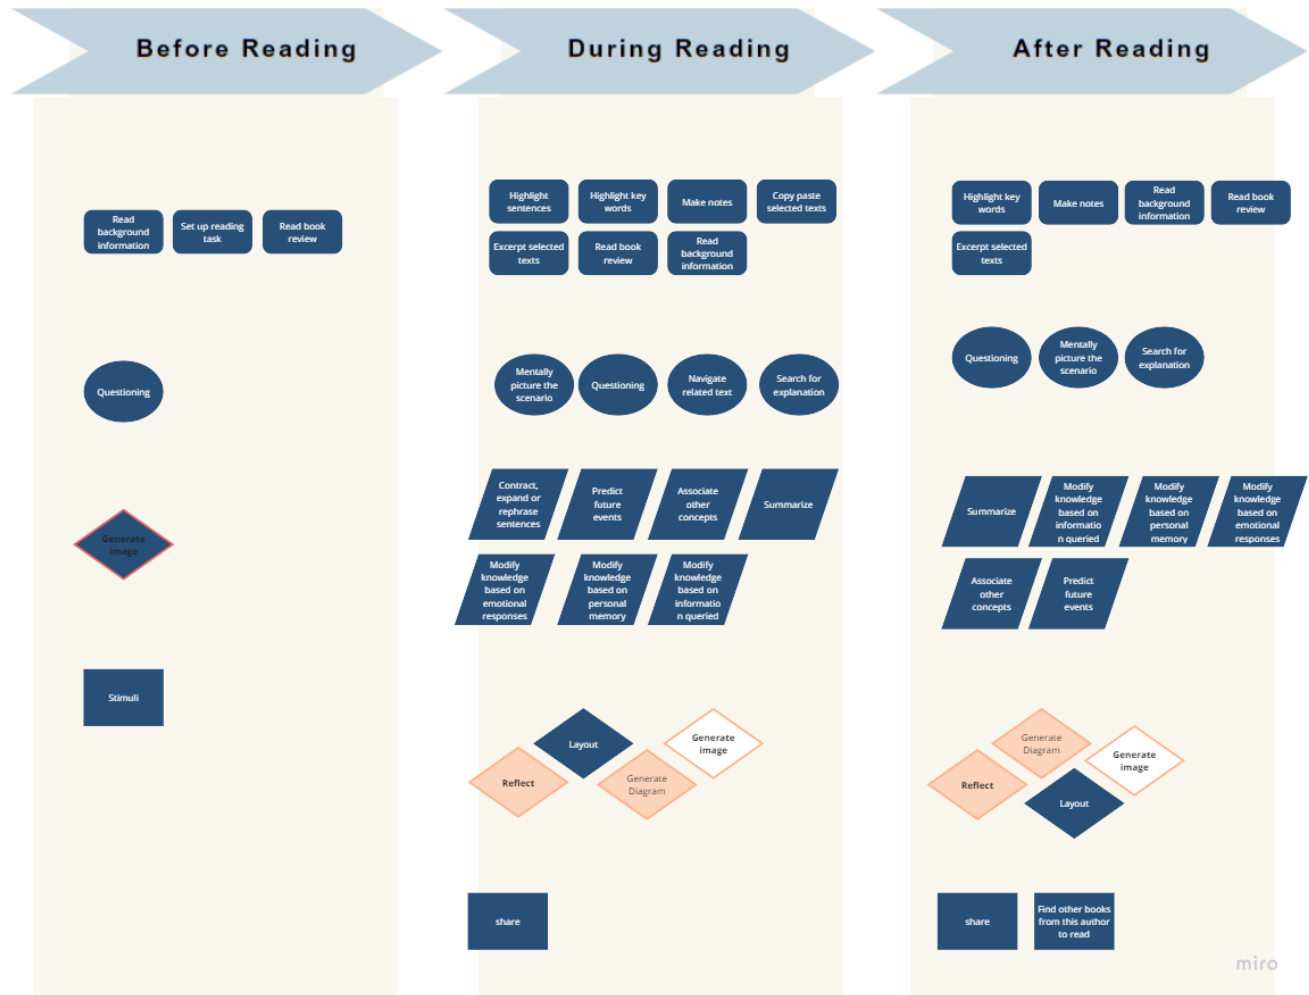 Before Reading
During Reading
After Reading
Read
background
information
Set up reading
task
Read book
review
Questioning
Generate
image
Stimuli
Highlight
sentences
Highlight key
words
Make notes
Copy paste
selected texts
Excerpt selected
texts
Read book
review
Read
background
information
Mentally
picture the
scenario
Questioning
Navigate
related text
Search for
explanation
Contract,
expand or
rephrase
sentences
Predict
future
events
Associate
other
concepts
Summarize
Modify
knowledge
based on
emotional
responses
Modify
knowledge
based on
personal
memory
Modify
knowledge
based on
informatio
n queried
Layout
Generate
image
Reflect
Generate
Diagram
share
Highlight key
words
Make notes
Read
background
information
Read book
review
Excerpt selected
texts
Questioning
Mentally
picture the
scenario
Search for
explanation
Summarize
Modify
knowledge
based on
informatio
n queried
Modify
knowledge
based on
personal
memory
Modify
knowledge
based on
emotional
responses
Associate
other
concepts
Predict
future
events
Generate
Diagram
Generate
image
Reflect
Layout
share
Find other books
from this author
to read
miro